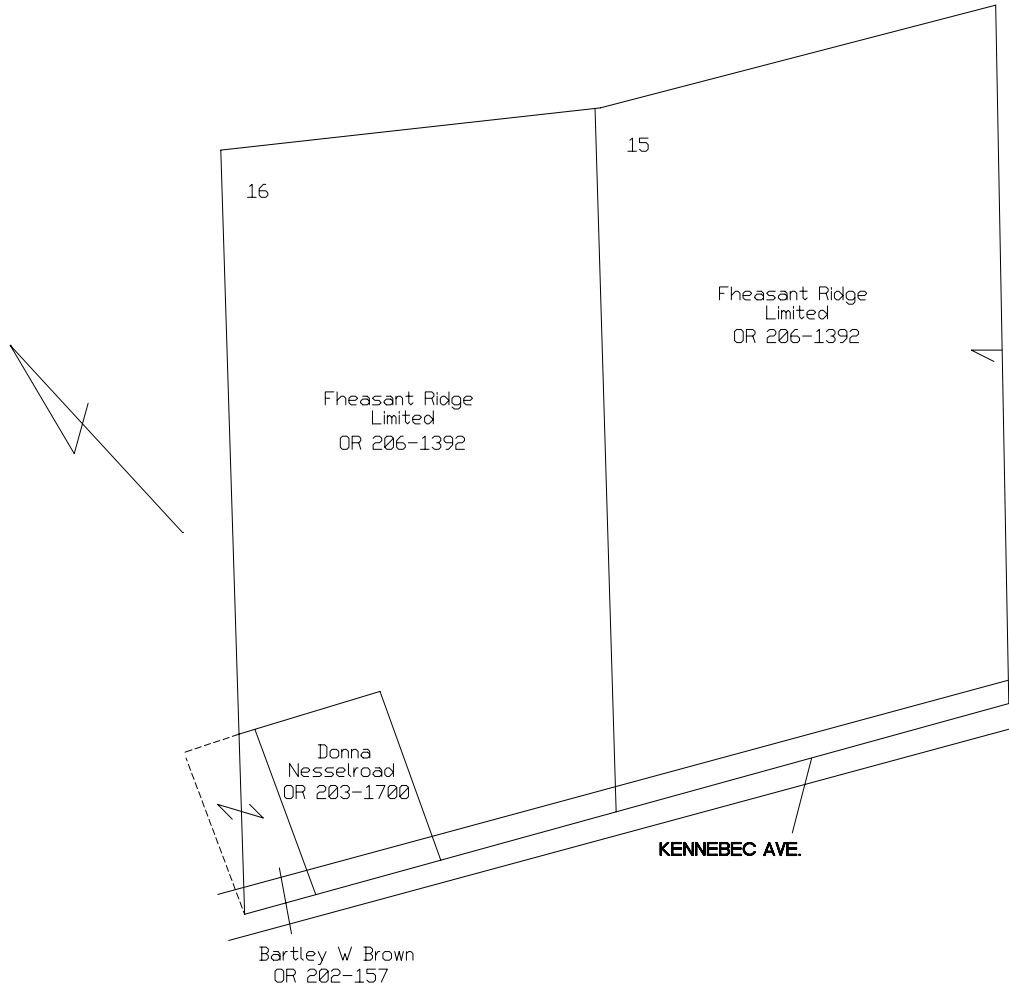 15
16
Fheasant Ridge
Limited
OR 206-1392
Fheasant Ridge
Limited
OR 206-1392
Donna
Nesselroad
OR 203-1700
KENNEBEC AVE.
Bartley W Brown
OR 202-157